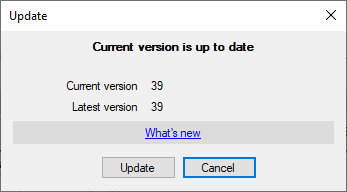 Update
Current version is up to date
Current version 39
Latest version 39
What's new
Update Cancel